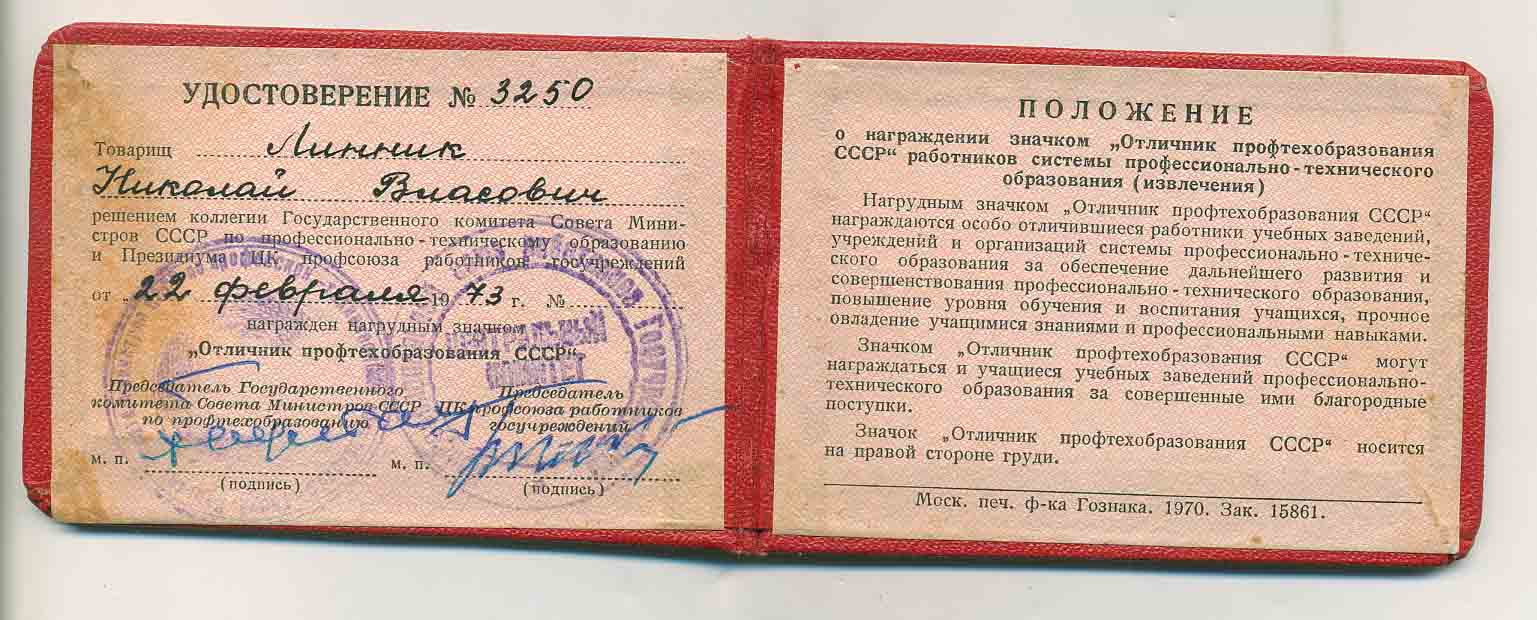 УДОСТОВЕРЕНИЕ № 3250
Товарищ Линник
Николай Власович
решением коллегии Государственного комитета Совета Мини-
стров СССР по профессионально-техническому образованию
и Президиума ЦК профсоюза работников госучреждений
от „22 февраля 1973 г. №
награжден нагрудным значком
„Отличник профтехобразования СССР“.
Председатель Государственного
комитета Совета Министров СССР
по профтехобразованию
Председатель
ЦК профсоюза работников
госучреждений
м. п.
(подпись)
м. п.
(подпись)
ЦЕНТРАЛЬНЫЙ
КОМИТЕТ
ПОЛОЖЕНИЕ
о награждении значком „Отличник профтехобразования
СССР“ работников системы профессионально-технического
образования (извлечения)
Нагрудным значком „Отличник профтехобразования СССР“
награждаются особо отличившиеся работники учебных заведений,
учреждений и организаций системы профессионально-техниче-
ского образования за обеспечение дальнейшего развития и
совершенствования профессионально-технического образования,
повышение уровня обучения и воспитания учащихся, прочное
овладение учащимися знаниями и профессиональными навыками.
Значком „Отличник профтехобразования СССР“ могут
награждаться и учащиеся учебных заведений профессионально-
технического образования за совершенные ими благородные
поступки.
Значок „Отличник профтехобразования СССР“ носится
на правой стороне груди.
Моск. печ. ф-ка Гознака. 1970. Зак. 15861.